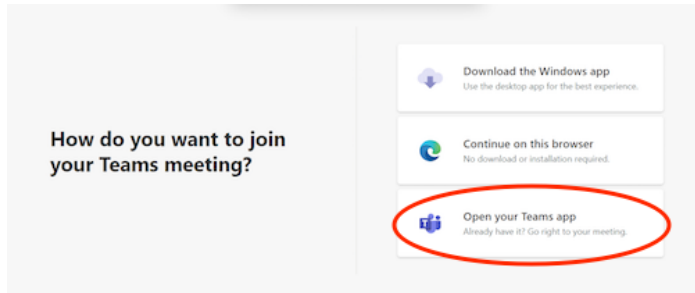 How do you want to join
your Teams meeting?
Download the Windows app
Use the desktop app for the best experience.
Continue on this browser
No download or installation required.
Open your Teams app
Already have it? Go right to your meeting.